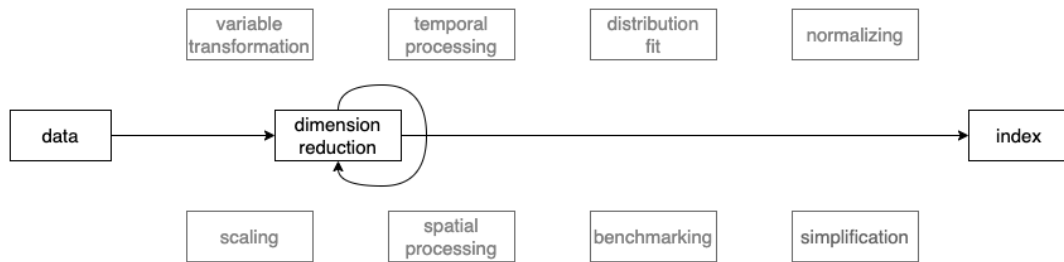 variable
transformation
temporal
processing
distribution
fit
normalizing
data
dimension
reduction
index
scaling
spatial
processing
benchmarking
simplification